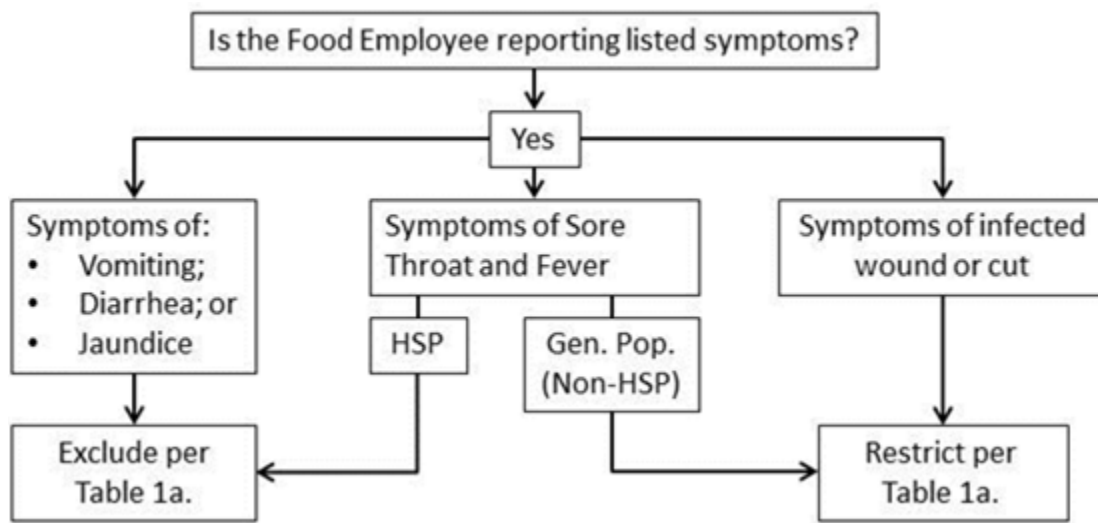 Is the Food Employee reporting listed symptoms?
Yes
Symptoms of:
• Vomiting;
• Diarrhea; or
• Jaundice
Symptoms of Sore
Throat and Fever
Symptoms of infected
wound or cut
HSP
Gen. Pop.
(Non-HSP)
Exclude per
Table 1a.
Restrict per
Table 1a.